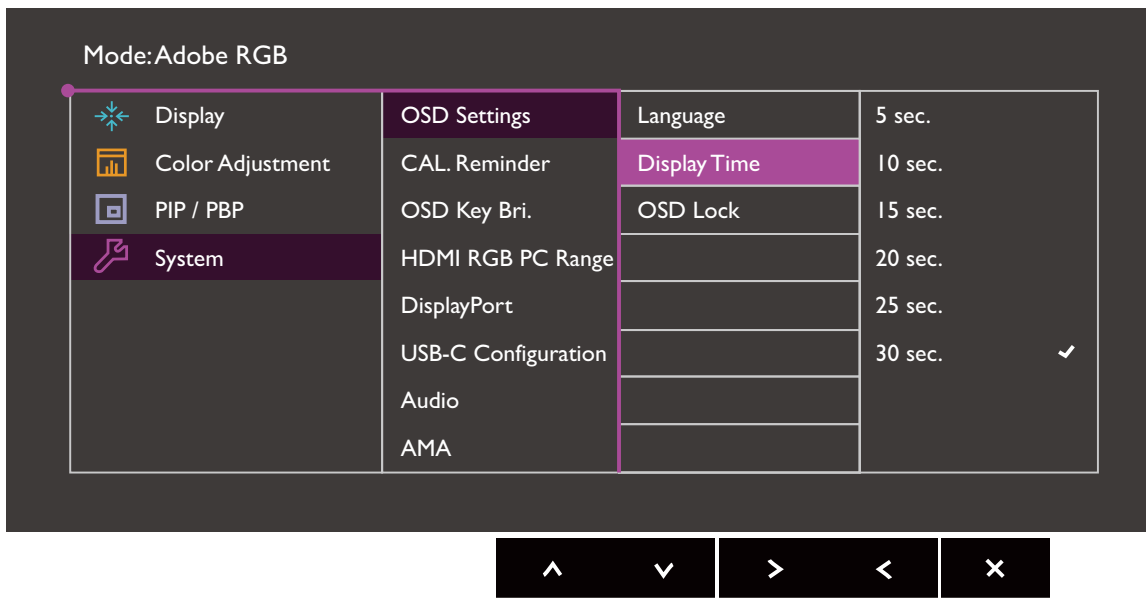 Mode: Adobe RGB
Display
OSD Settings
Language
5 sec.
Color Adjustment
CAL. Reminder
Display Time
10 sec.
PIP / PBP
OSD Key Bri.
OSD Lock
15 sec.
System
HDMI RGB PC Range
20 sec.
DisplayPort
25 sec.
USB-C Configuration
30 sec.
Audio
AMA